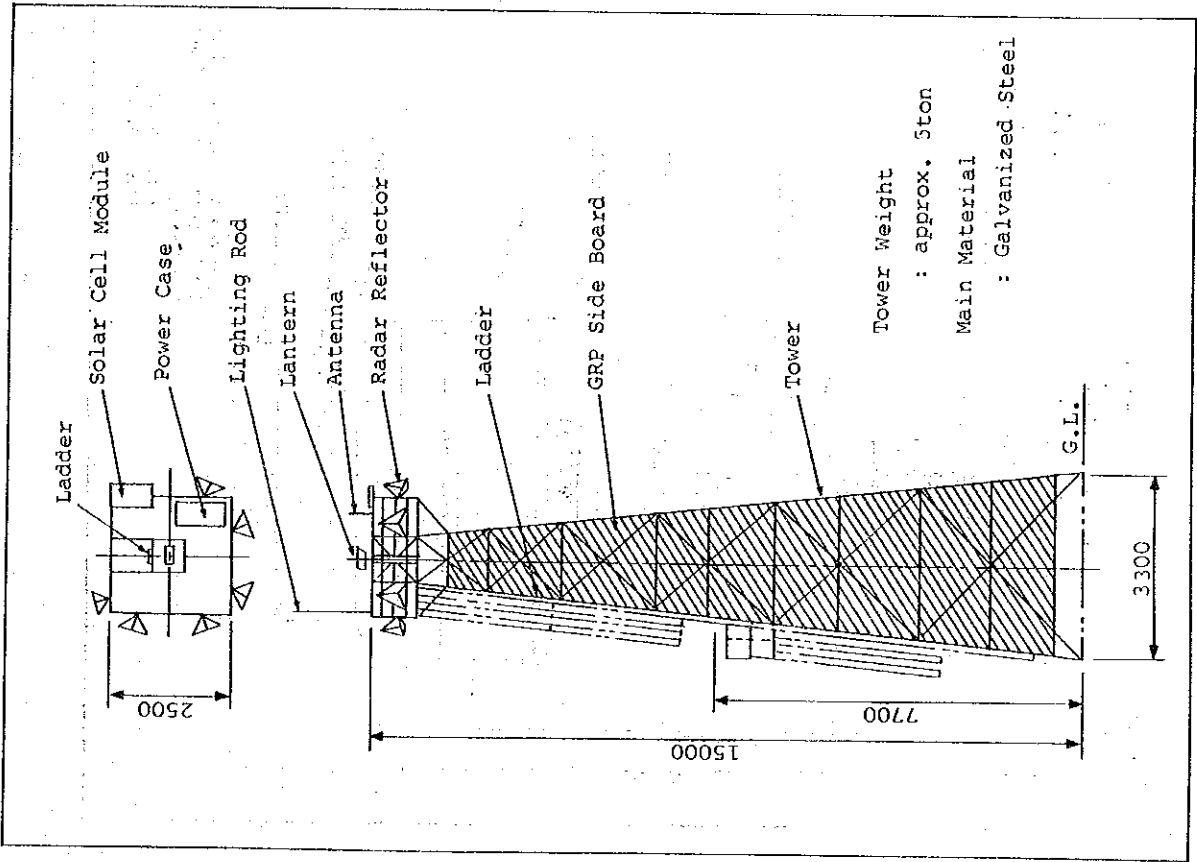 Ladder
Solar Cell Module
Power Case
2500
Lighting Rod
Lantern
Antenna
Radar Reflector
Ladder
GRP Side Board
Tower
15000
7700
G.L.
3300
Tower Weight
: approx. 5ton
Main Material
: Galvanized Steel